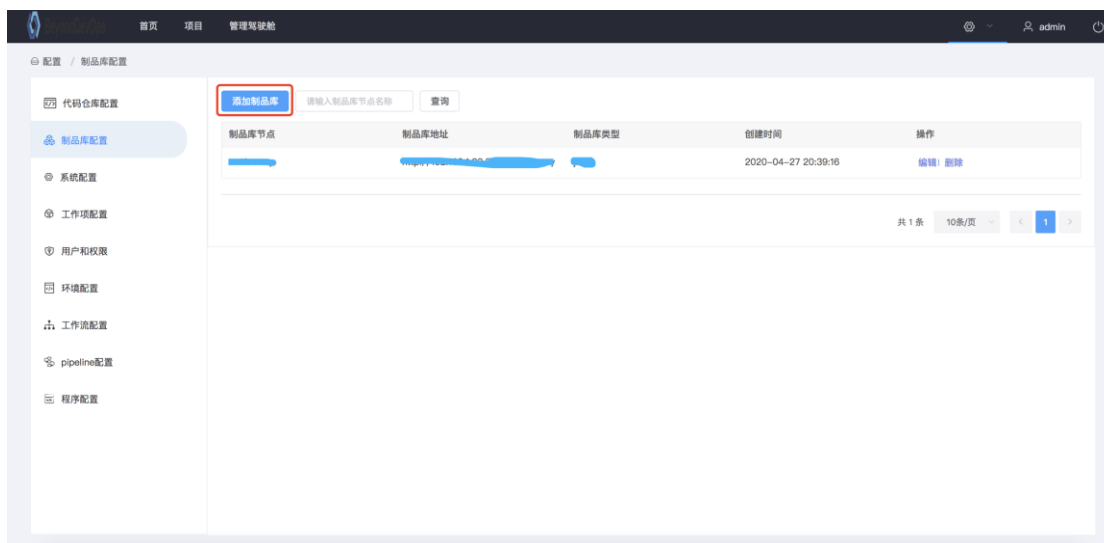 BeyondDevOps 首页 项目 管理驾驶舱 admin
配置 / 制品库配置
代码仓库配置
制品库配置
系统配置
工作项配置
用户和权限
环境配置
工作流配置
pipeline配置
程序配置
添加制品库 请输入制品库节点名称 查询
制品库节点 制品库地址 制品库类型 创建时间 操作
2020-04-27 20:39:16 编辑| 删除
共 1 条 10条/页 < 1 >